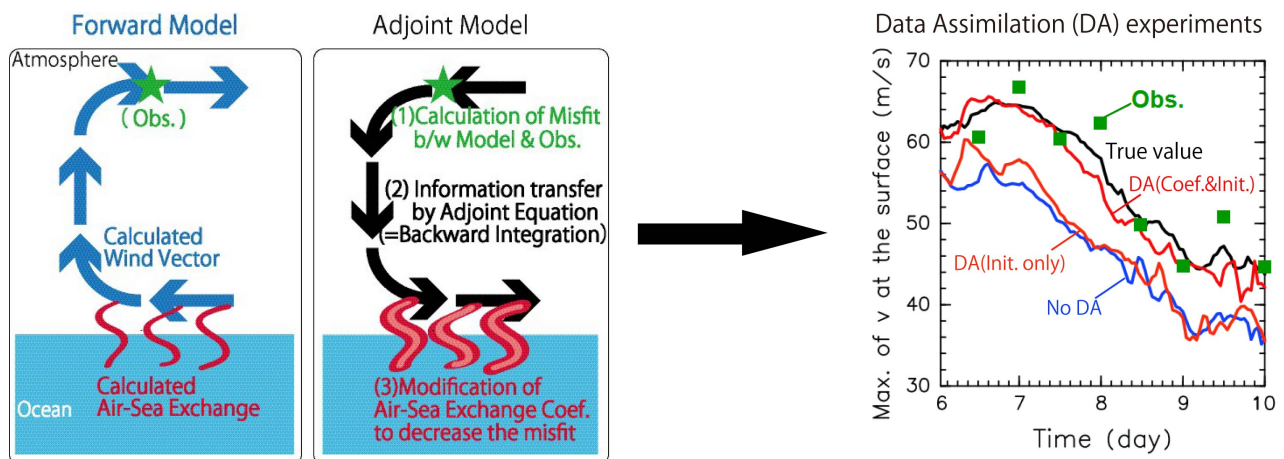 Forward Model
Atmosphere
( Obs. )
Calculated
Wind Vector
Ocean
Calculated
Air-Sea Exchange
Adjoint Model
(1)Calculation of Misfit
b/w Model & Obs.
(2) Information transfer
by Adjoint Equation
(=Backward Integration)
(3)Modification of
Air-Sea Exchange Coef.
to decrease the misfit
Data Assimilation (DA) experiments
Max. of v at the surface (m/s)
70
60
50
40
30
Obs.
True value
DA(Coef.&Init.)
DA(Init. only)
No DA
6 7 8 9 10
Time (day)